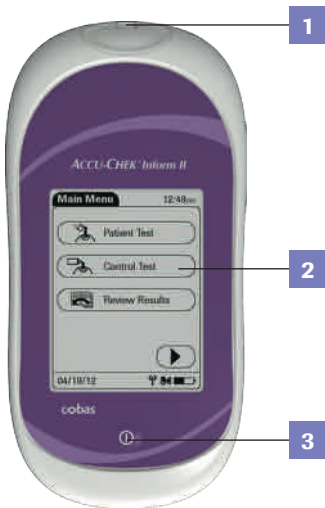 1
ACCU-CHEK® Inform II
Main Menu 12:48PM
Patient Test
Control Test
2
Review Results
04/19/12
cobas
3